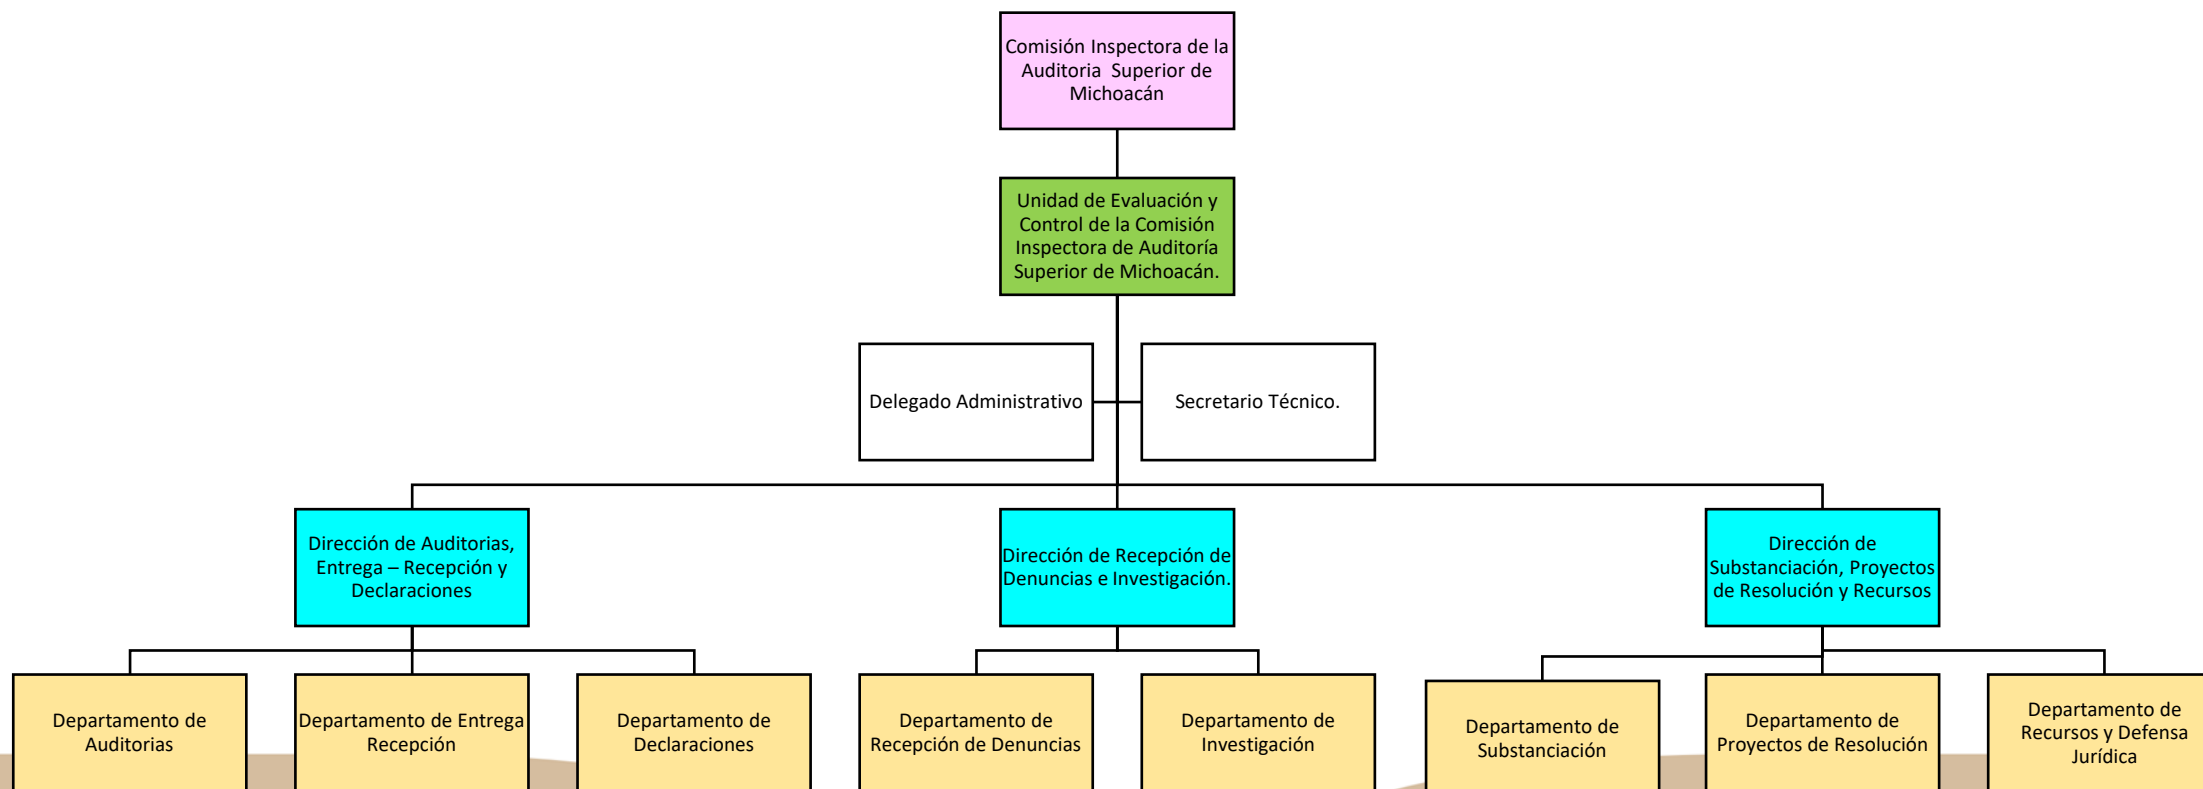 Comisión Inspectora de la
Auditoria  Superior de
Michoacán
Unidad de Evaluación y
Control de la Comisión
Inspectora de Auditoría
Superior de Michoacán.
Delegado Administrativo
Secretario Técnico.
Dirección de Auditorias,
Entrega – Recepción y
Declaraciones
Dirección de Recepción de
Denuncias e Investigación.
Dirección de
Substanciación, Proyectos
de Resolución y Recursos
Departamento de
Auditorias
Departamento de Entrega
Recepción
Departamento de
Declaraciones
Departamento de
Recepción de Denuncias
Departamento de
Investigación
Departamento de
Substanciación
Departamento de
Proyectos de Resolución
Departamento de
Recursos y Defensa
Jurídica